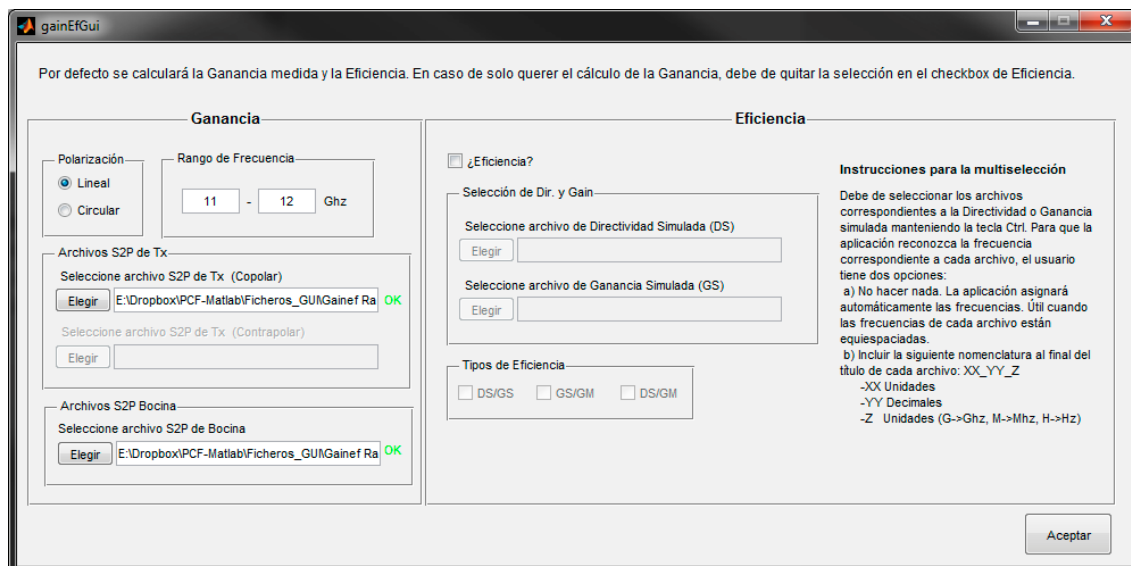 gainEfGui
Por defecto se calculará la Ganancia medida y la Eficiencia. En caso de solo querer el cálculo de la Ganancia, debe de quitar la selección en el checkbox de Eficiencia.
Ganancia
Polarización
Lineal
Circular
Rango de Frecuencia
11 - 12 Ghz
Archivos S2P de Tx
Seleccione archivo S2P de Tx (Copolar)
Elegir E:\Dropbox\PCF-Matlab\Ficheros_GUI\Gainef Ra OK
Seleccione archivo S2P de Tx (Contrapolar)
Elegir
Archivos S2P Bocina
Seleccione archivo S2P de Bocina
Elegir E:\Dropbox\PCF-Matlab\Ficheros_GUI\Gainef Ra OK
Eficiencia
¿Eficiencia?
Selección de Dir. y Gain
Seleccione archivo de Directividad Simulada (DS)
Elegir
Seleccione archivo de Ganancia Simulada (GS)
Elegir
Tipos de Eficiencia
DS/GS GS/GM DS/GM
Instrucciones para la multiselección
Debe de seleccionar los archivos
correspondientes a la Directividad o Ganancia
simulada manteniendo la tecla Ctrl. Para que la
aplicación reconozca la frecuencia
correspondiente a cada archivo, el usuario
tiene dos opciones:
a) No hacer nada. La aplicación asignará
automáticamente las frecuencias. Útil cuando
las frecuencias de cada archivo están
equiespaciadas.
b) Incluir la siguiente nomenclatura al final del
título de cada archivo: XX_YY_Z
-XX Unidades
-YY Decimales
-Z Unidades (G->Ghz, M->Mhz, H->Hz)
Aceptar